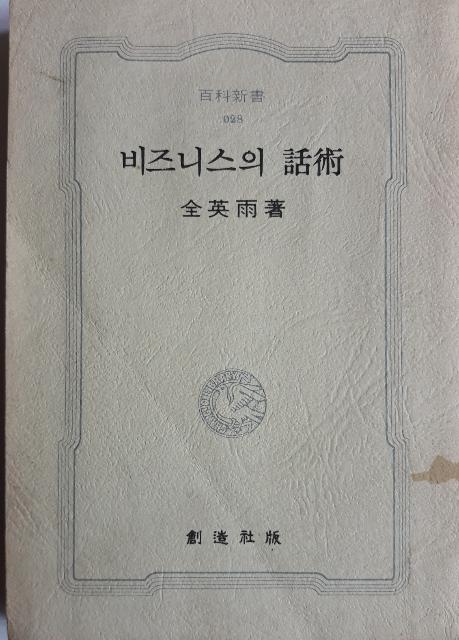 百科新書
028
비즈니스의 話術
全英雨著
創造社版